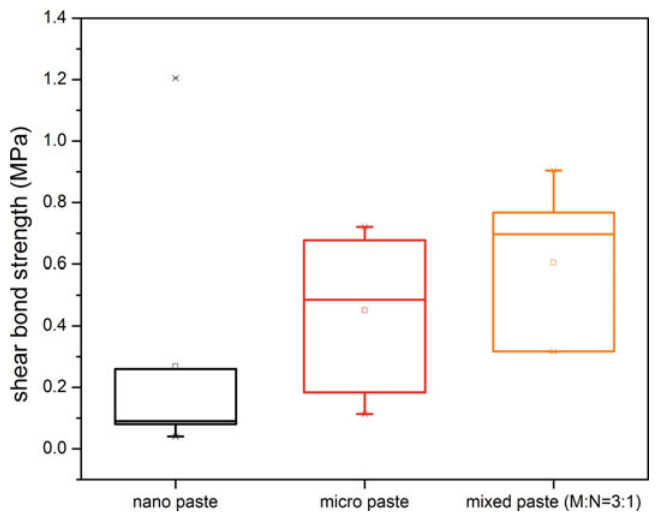 shear bond strength (MPa)
1.4
1.2
1.0
0.8
0.6
0.4
0.2
0.0
nano paste
micro paste
mixed paste (M:N=3:1)